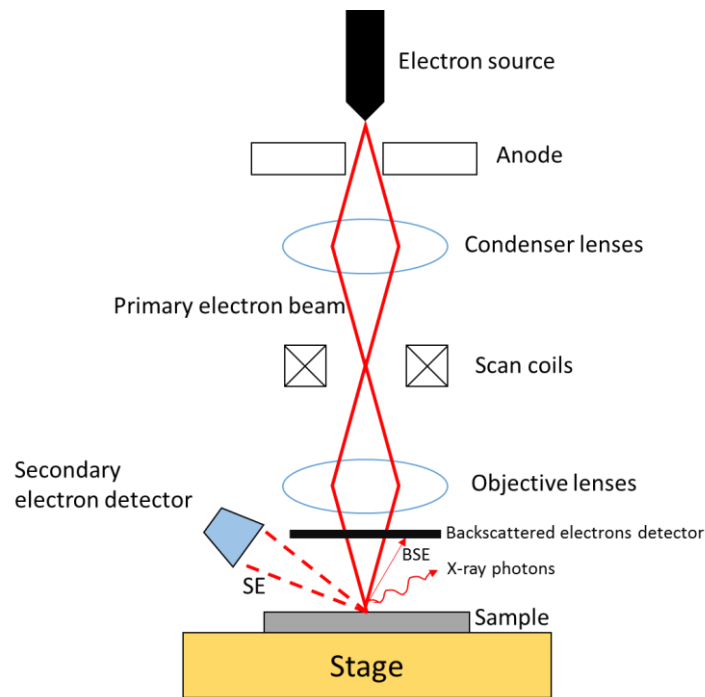 Electron source
Anode
Condenser lenses
Primary electron beam
Scan coils
Secondary
electron detector
Objective lenses
Backscattered electrons detector
BSE
X-ray photons
SE
Sample
Stage